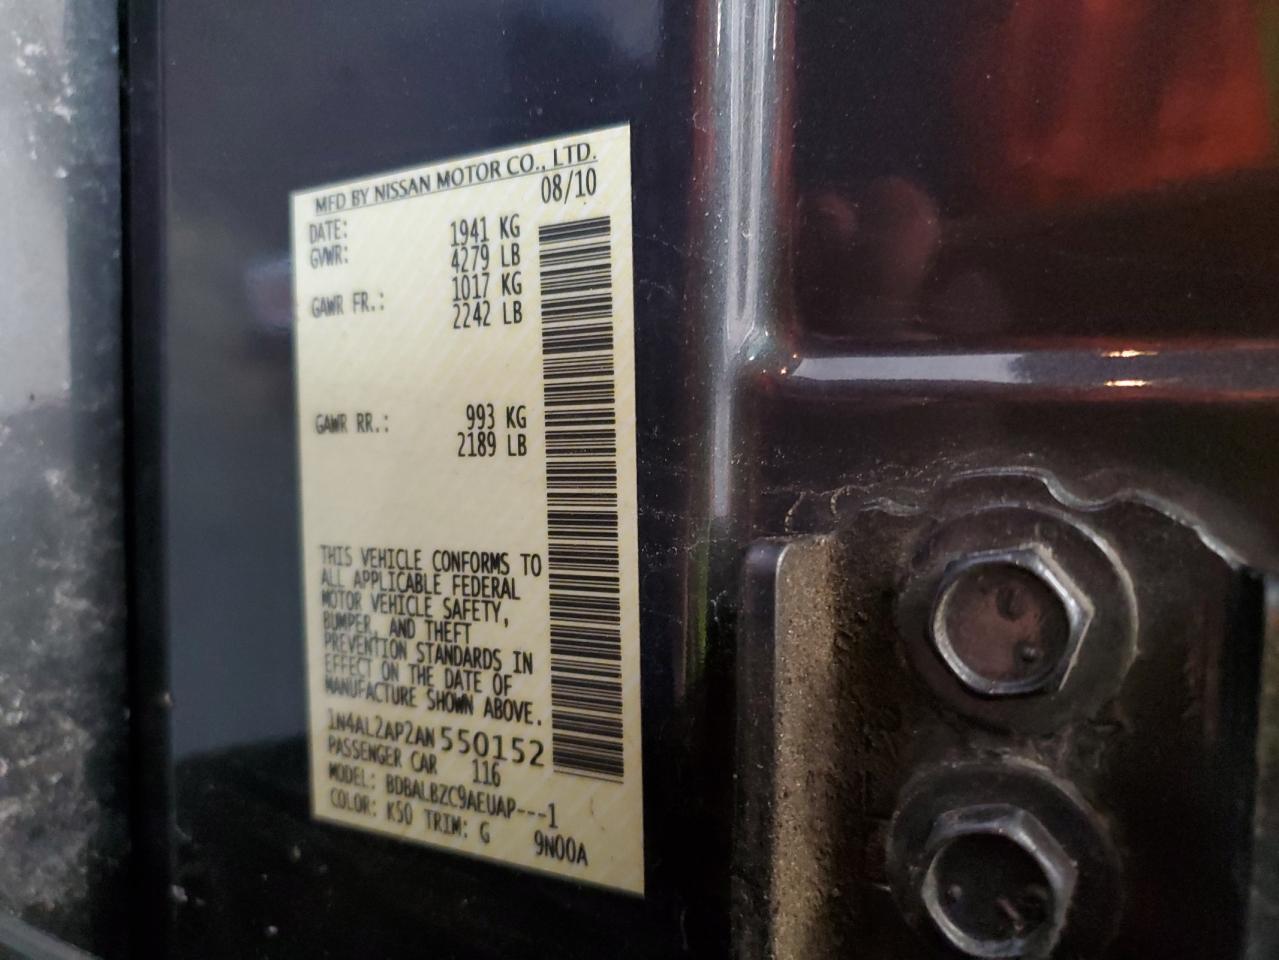 MFD BY NISSAN MOTOR CO., LTD.
DATE: 08/10
GVWR: 1941 KG
4279 LB
GAWR FR.: 1017 KG
2242 LB
GAWR RR.: 993 KG
2189 LB
THIS VEHICLE CONFORMS TO
ALL APPLICABLE FEDERAL
MOTOR VEHICLE SAFETY,
BUMPER, AND THEFT
PREVENTION STANDARDS IN
EFFECT ON THE DATE OF
MANUFACTURE SHOWN ABOVE.
1N4AL2AP2AN550152
PASSENGER CAR 116
MODEL: BDBALBZC9AEUAP---1
COLOR: K50 TRIM: G 9N00A